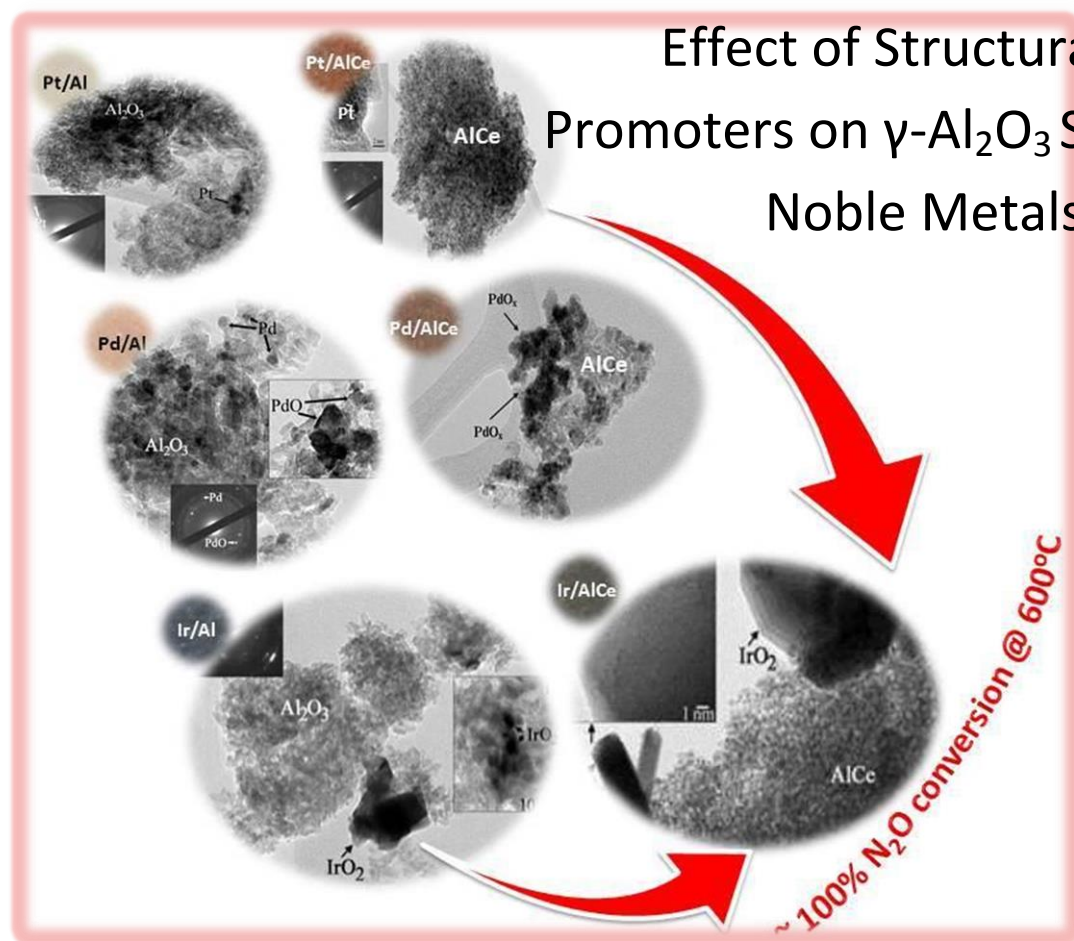 Effect of Structura
Promoters on γ-Al₂O₃ S
Noble Metals
Pt/Al
Al₂O₃
Pt
Pt/AlCe
Pt
AlCe
Pd/Al
Pd
PdO
Al₂O₃
Pd
PdO
Pd/AlCe
PdOₓ
AlCe
PdOₓ
Ir/Al
Al₂O₃
IrO
10
IrO₂
Ir/AlCe
IrO₂
1 nm
AlCe
~ 100% N₂O conversion @ 600°C